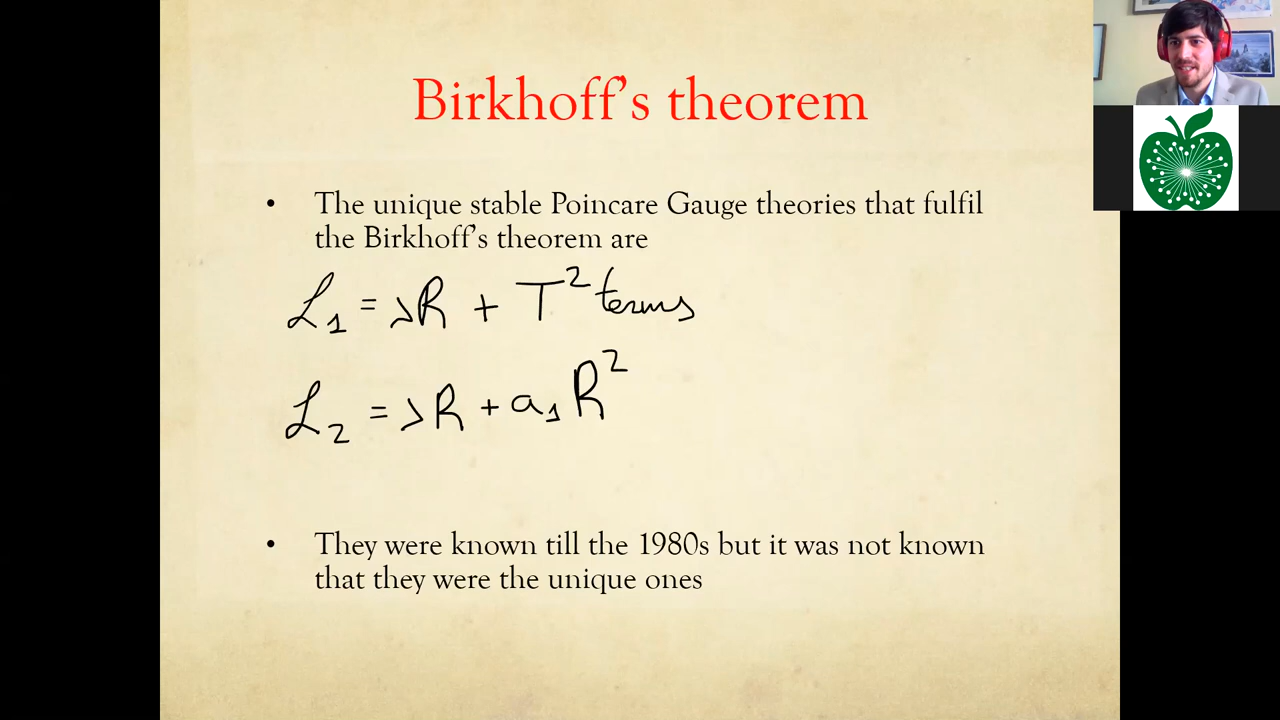 Birkhoff's theorem
• The unique stable Poincare Gauge theories that fulfil
the Birkhoff's theorem are
ℒ₁ = λR + T² terms
ℒ₂ = λR + a₁R²
• They were known till the 1980s but it was not known
that they were the unique ones